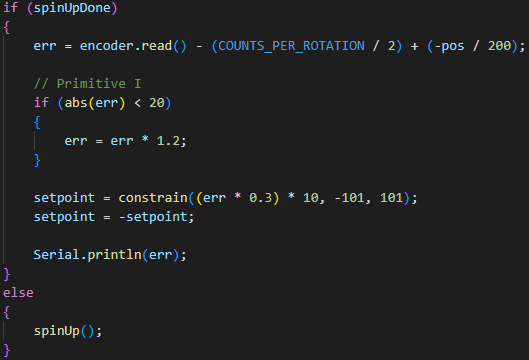 if (spinUpDone)
{
err = encoder.read() - (COUNTS_PER_ROTATION / 2) + (-pos / 200);
// Primitive I
if (abs(err) < 20)
{
err = err * 1.2;
}
setpoint = constrain((err * 0.3) * 10, -101, 101);
setpoint = -setpoint;
Serial.println(err);
}
else
{
spinUp();
}